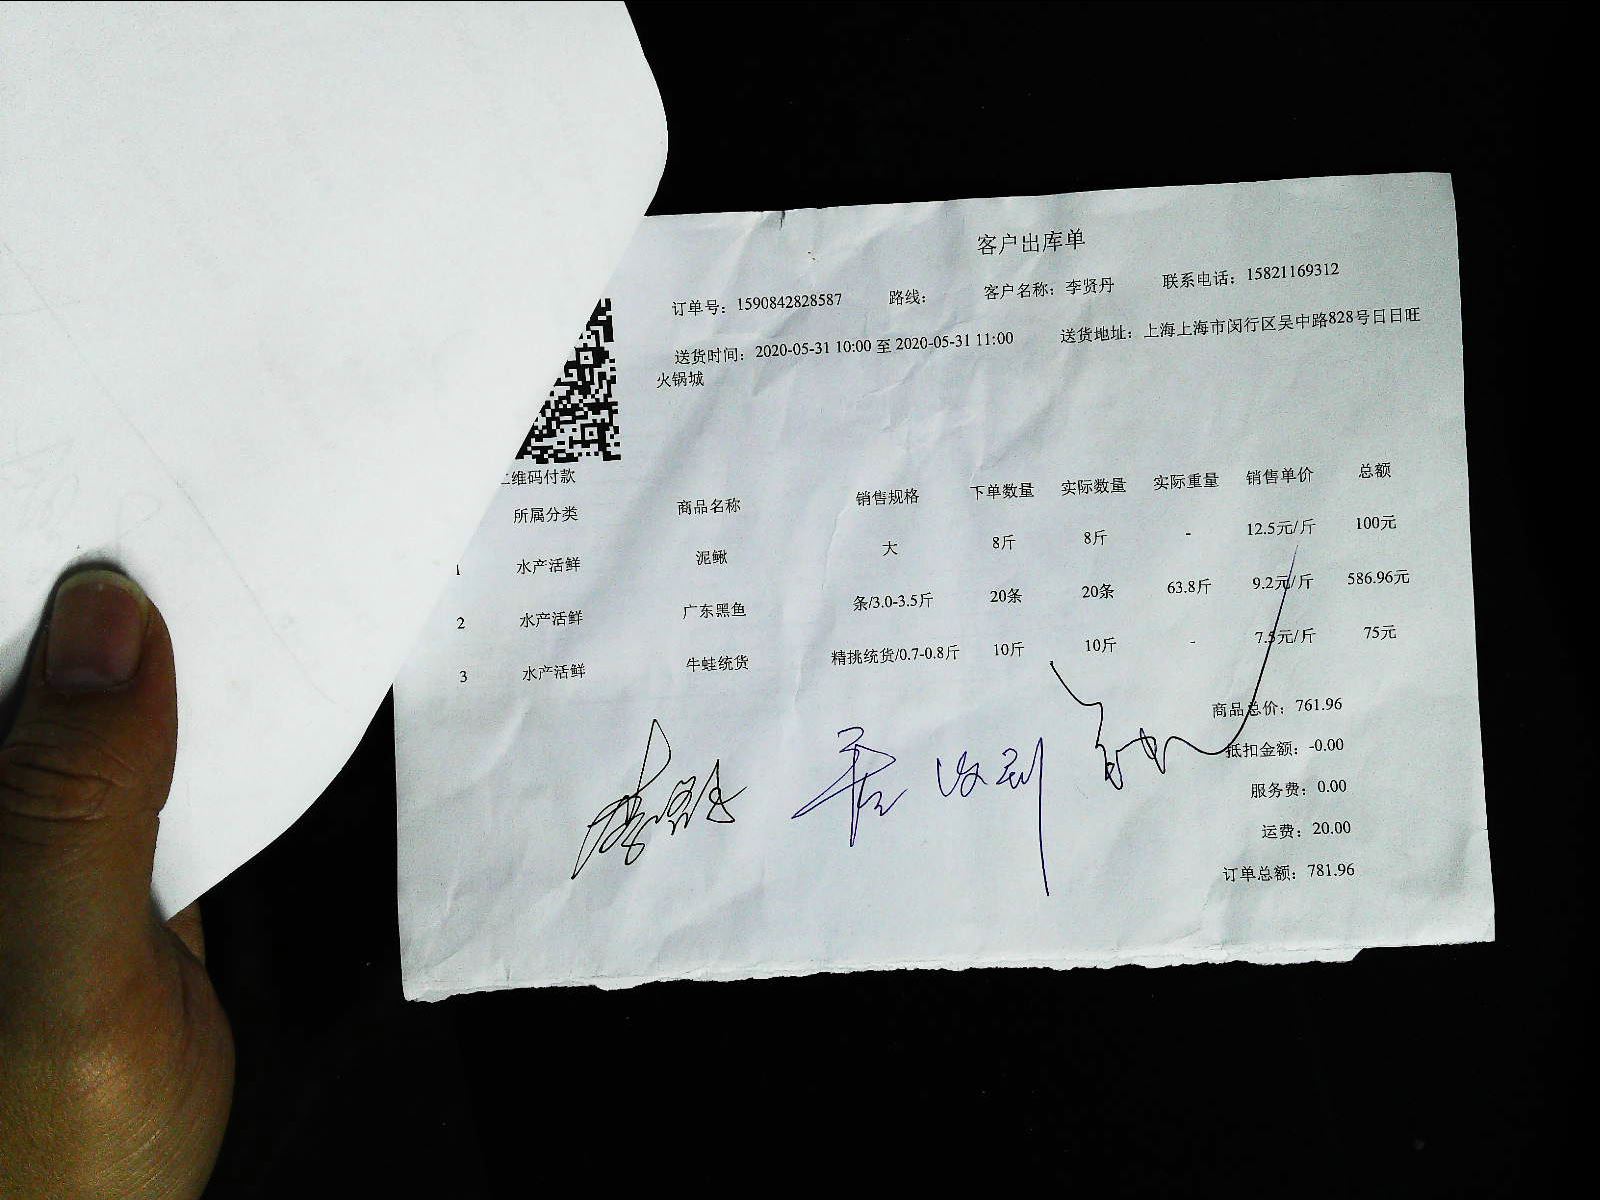 客户出库单
订单号：1590842828587 路线： 客户名称：李贤丹 联系电话：15821169312
送货时间：2020-05-31 10:00 至 2020-05-31 11:00 送货地址：上海上海市闵行区吴中路828号日日旺
火锅城
二维码付款
所属分类 商品名称 销售规格 下单数量 实际数量 实际重量 销售单价 总额
1 水产活鲜 泥鳅 大 8斤 8斤 - 12.5元/斤 100元
2 水产活鲜 广东黑鱼 条/3.0-3.5斤 20条 20条 63.8斤 9.2元/斤 586.96元
3 水产活鲜 牛蛙统货 精挑统货/0.7-0.8斤 10斤 10斤 - 7.5元/斤 75元
商品总价：761.96
抵扣金额：-0.00
服务费：0.00
运费：20.00
订单总额：781.96
收到